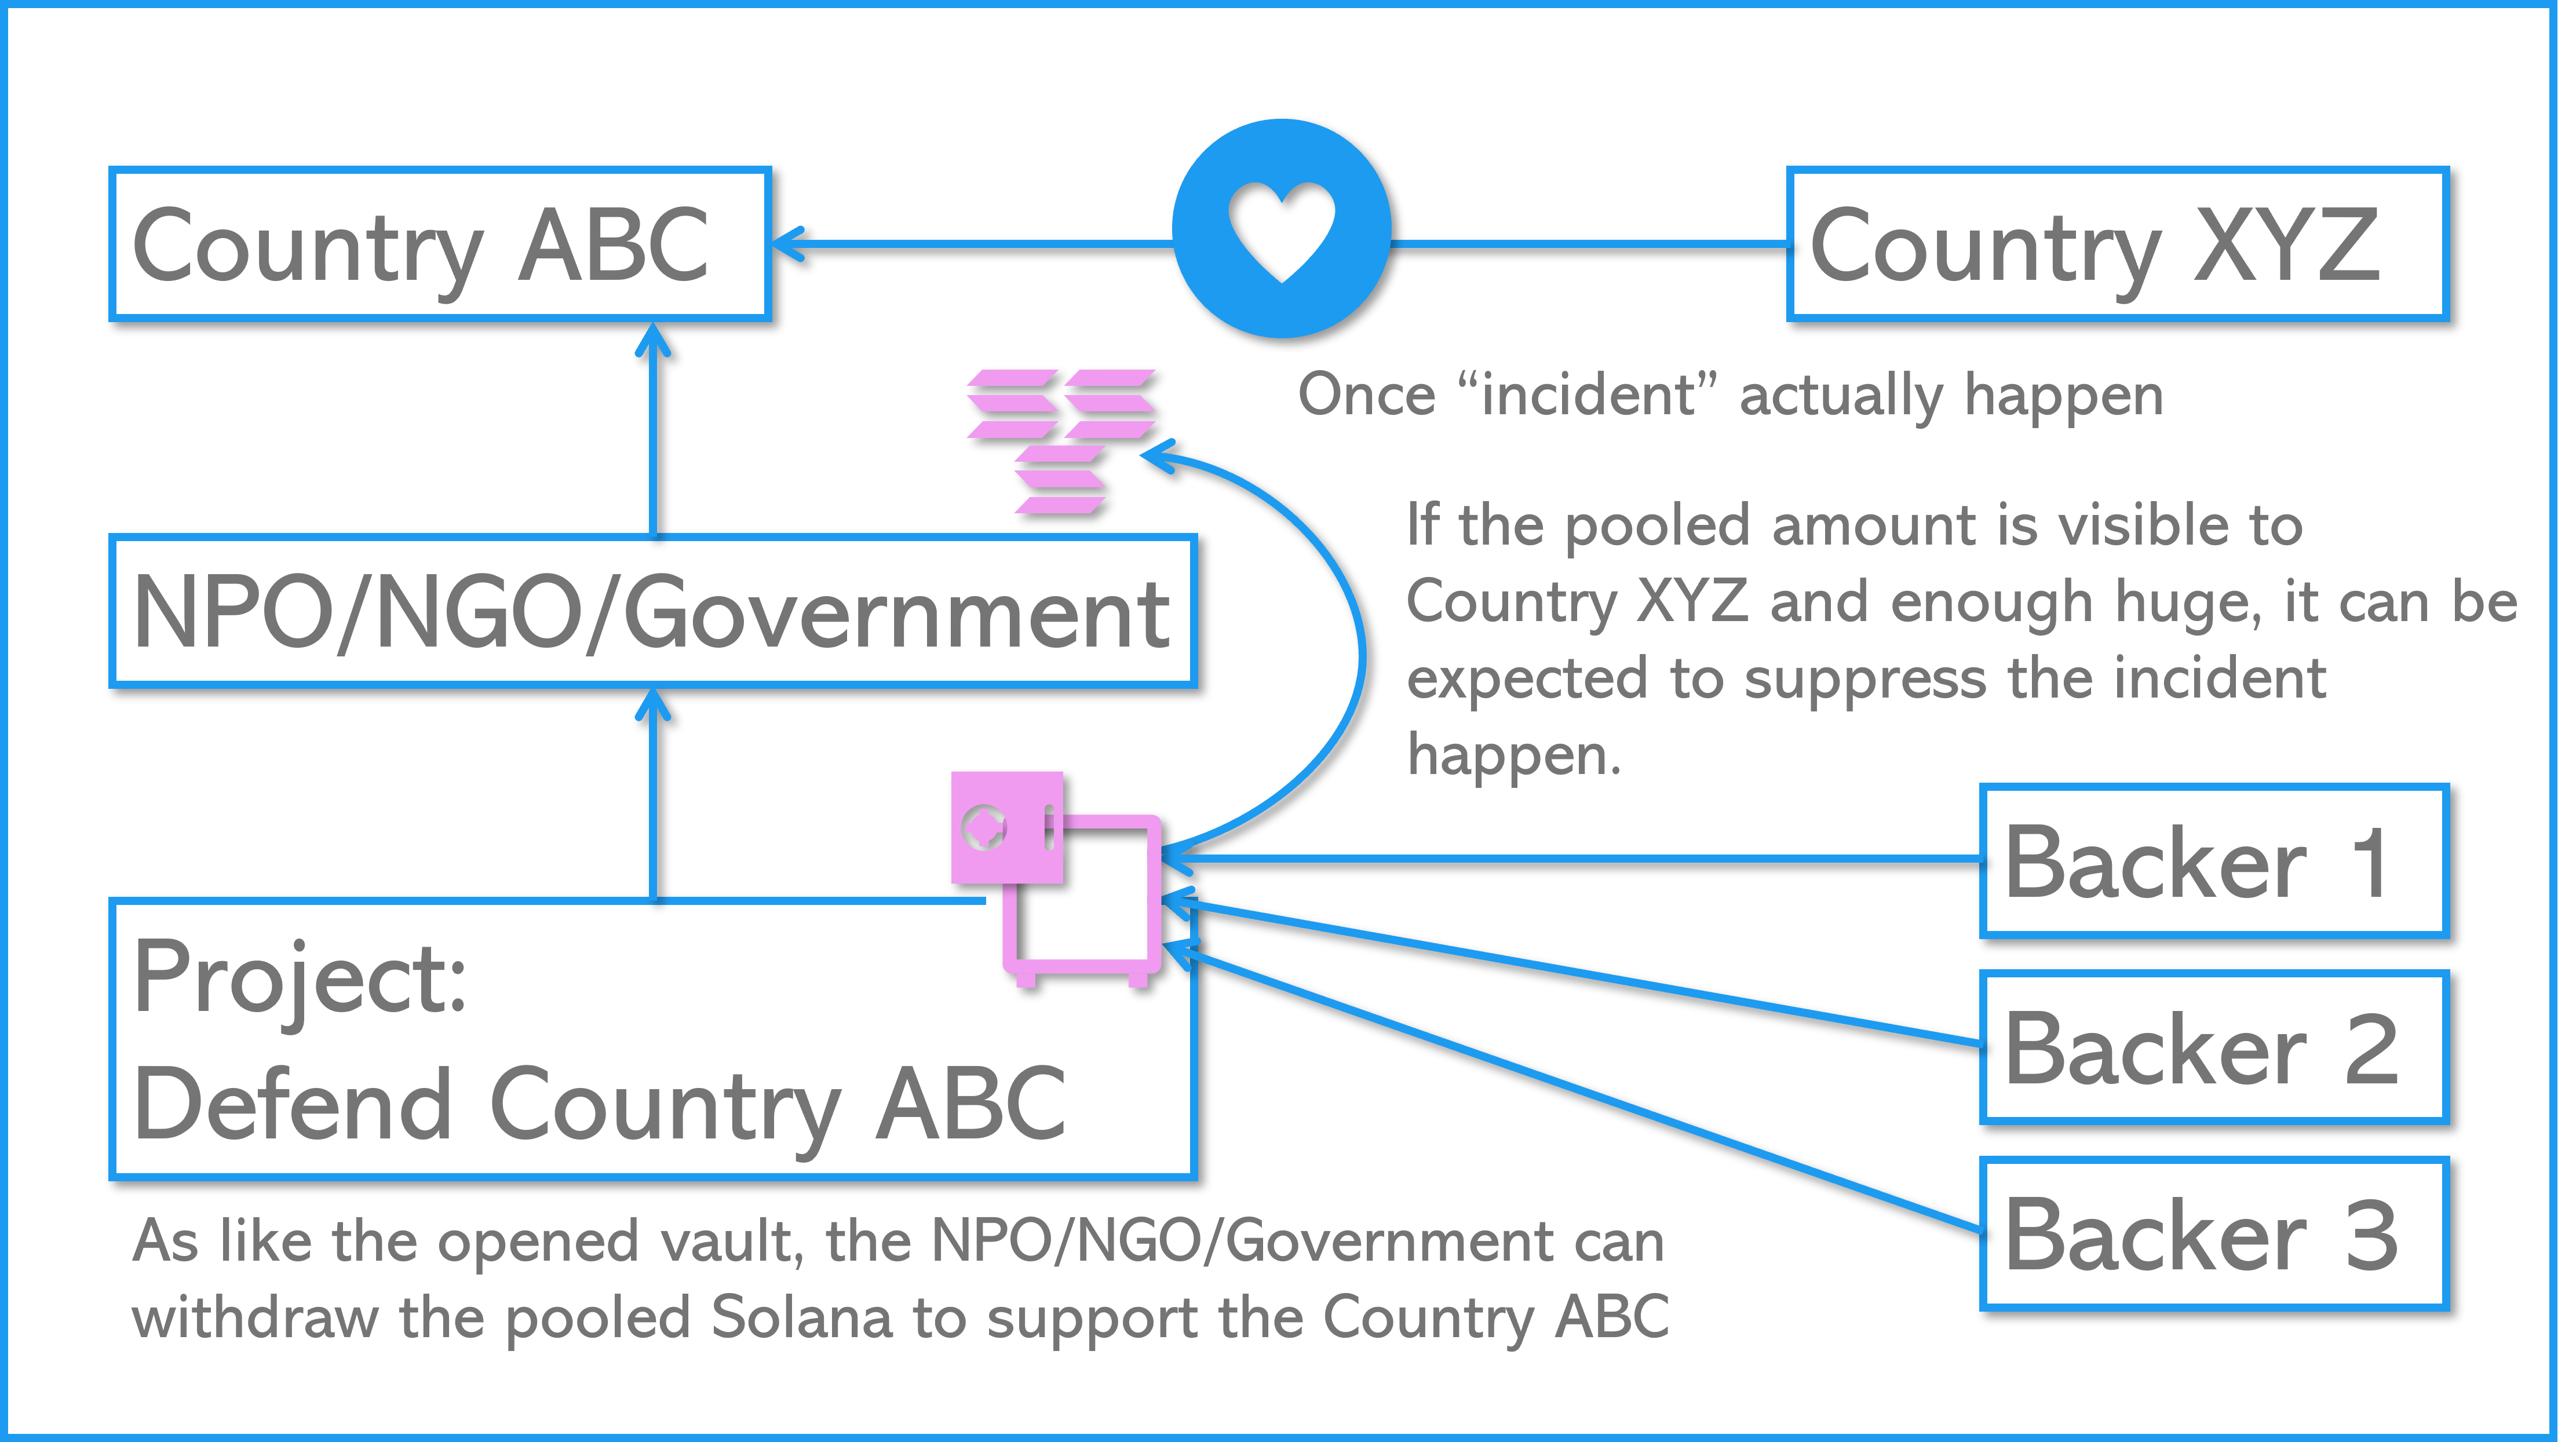 Country ABC
Country XYZ
Once “incident” actually happen
If the pooled amount is visible to
Country XYZ and enough huge, it can be
expected to suppress the incident
happen.
NPO/NGO/Government
Project:
Defend Country ABC
Backer 1
Backer 2
Backer 3
As like the opened vault, the NPO/NGO/Government can
withdraw the pooled Solana to support the Country ABC